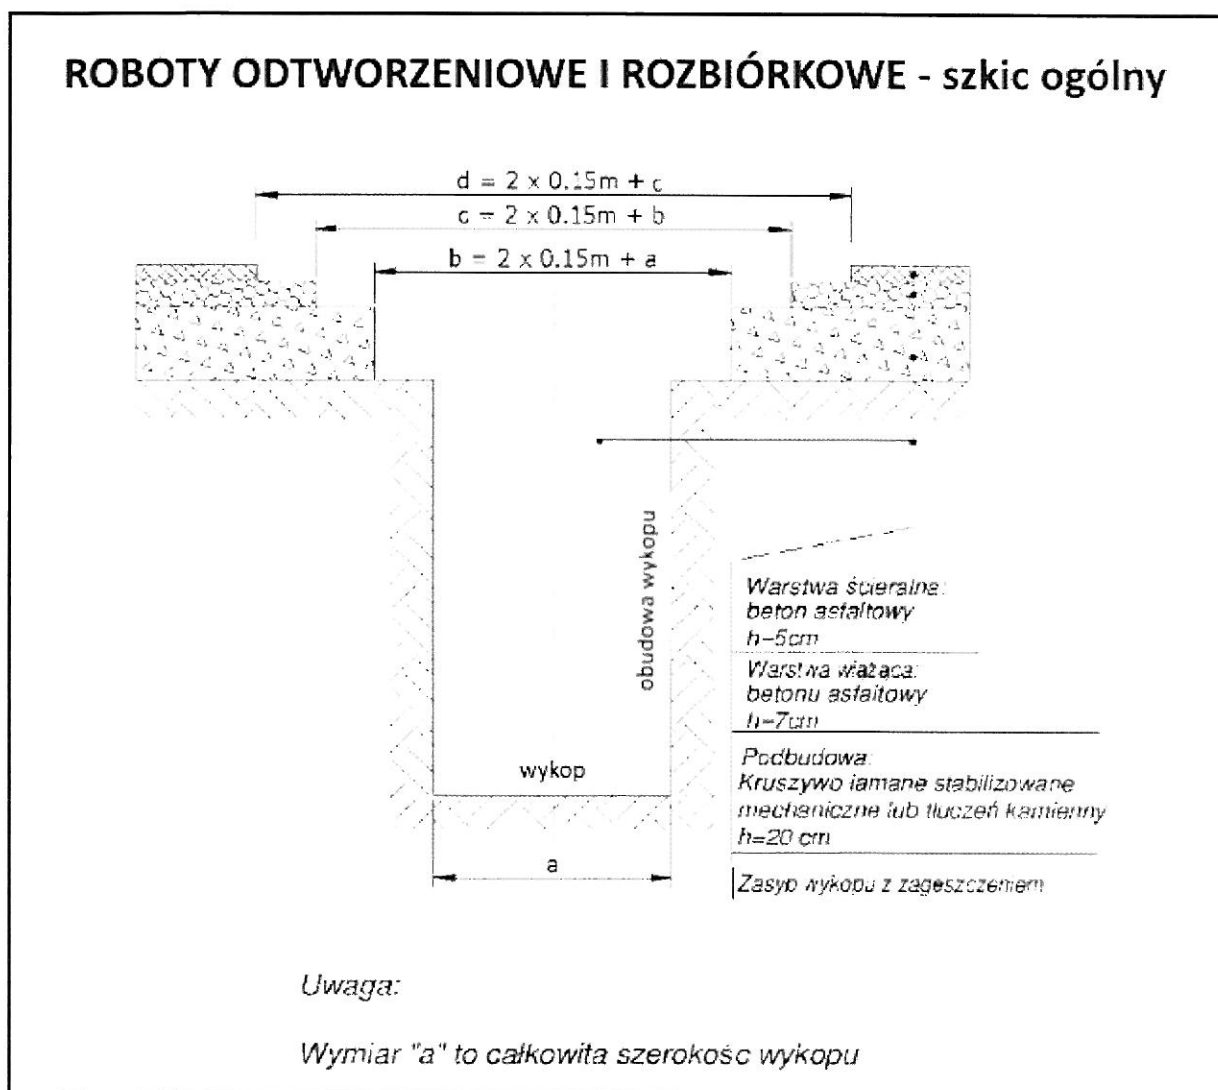 ROBOTY ODTWORZENIOWE I ROZBIÓRKOWE - szkic ogólny
d = 2 x 0.15m + c
c = 2 x 0.15m + b
b = 2 x 0.15m + a
obudowa wykopu
Warstwa ścieralna:
beton asfaltowy
h=5cm
Warstwa wiążąca:
betonu asfaltowy
h=7cm
Podbudowa:
Kruszywo łamane stabilizowane
mechaniczne lub tłuczeń kamienny
h=20 cm
Zasyp wykopu z zagęszczeniem
wykop
a
Uwaga:
Wymiar "a" to całkowita szerokośc wykopu